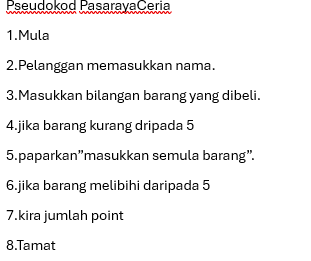 Pseudokod PasarayaCeria
1.Mula
2.Pelanggan memasukkan nama.
3.Masukkan bilangan barang yang dibeli.
4.jika barang kurang dripada 5
5.paparkan”masukkan semula barang”.
6.jika barang melibihi daripada 5
7.kira jumlah point
8.Tamat